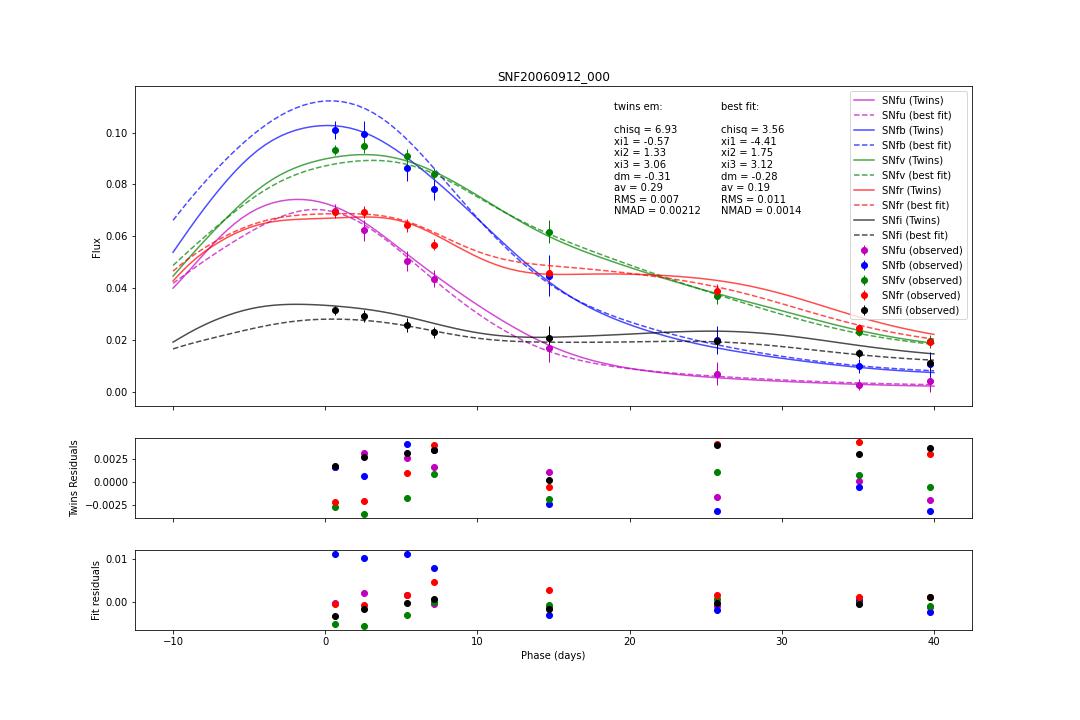 SNF20060912_000
twins em: best fit:
chisq = 6.93 chisq = 3.56
xi1 = -0.57 xi1 = -4.41
xi2 = 1.33 xi2 = 1.75
xi3 = 3.06 xi3 = 3.12
dm = -0.31 dm = -0.28
av = 0.29 av = 0.19
RMS = 0.007 RMS = 0.011
NMAD = 0.00212 NMAD = 0.0014
SNfu (Twins)
SNfu (best fit)
SNfb (Twins)
SNfb (best fit)
SNfv (Twins)
SNfv (best fit)
SNfr (Twins)
SNfr (best fit)
SNfi (Twins)
SNfi (best fit)
SNfu (observed)
SNfb (observed)
SNfv (observed)
SNfr (observed)
SNfi (observed)
Flux
0.10
0.08
0.06
0.04
0.02
0.00
Twins Residuals
0.0025
0.0000
−0.0025
Fit residuals
0.01
0.00
−10 0 10 20 30 40
Phase (days)